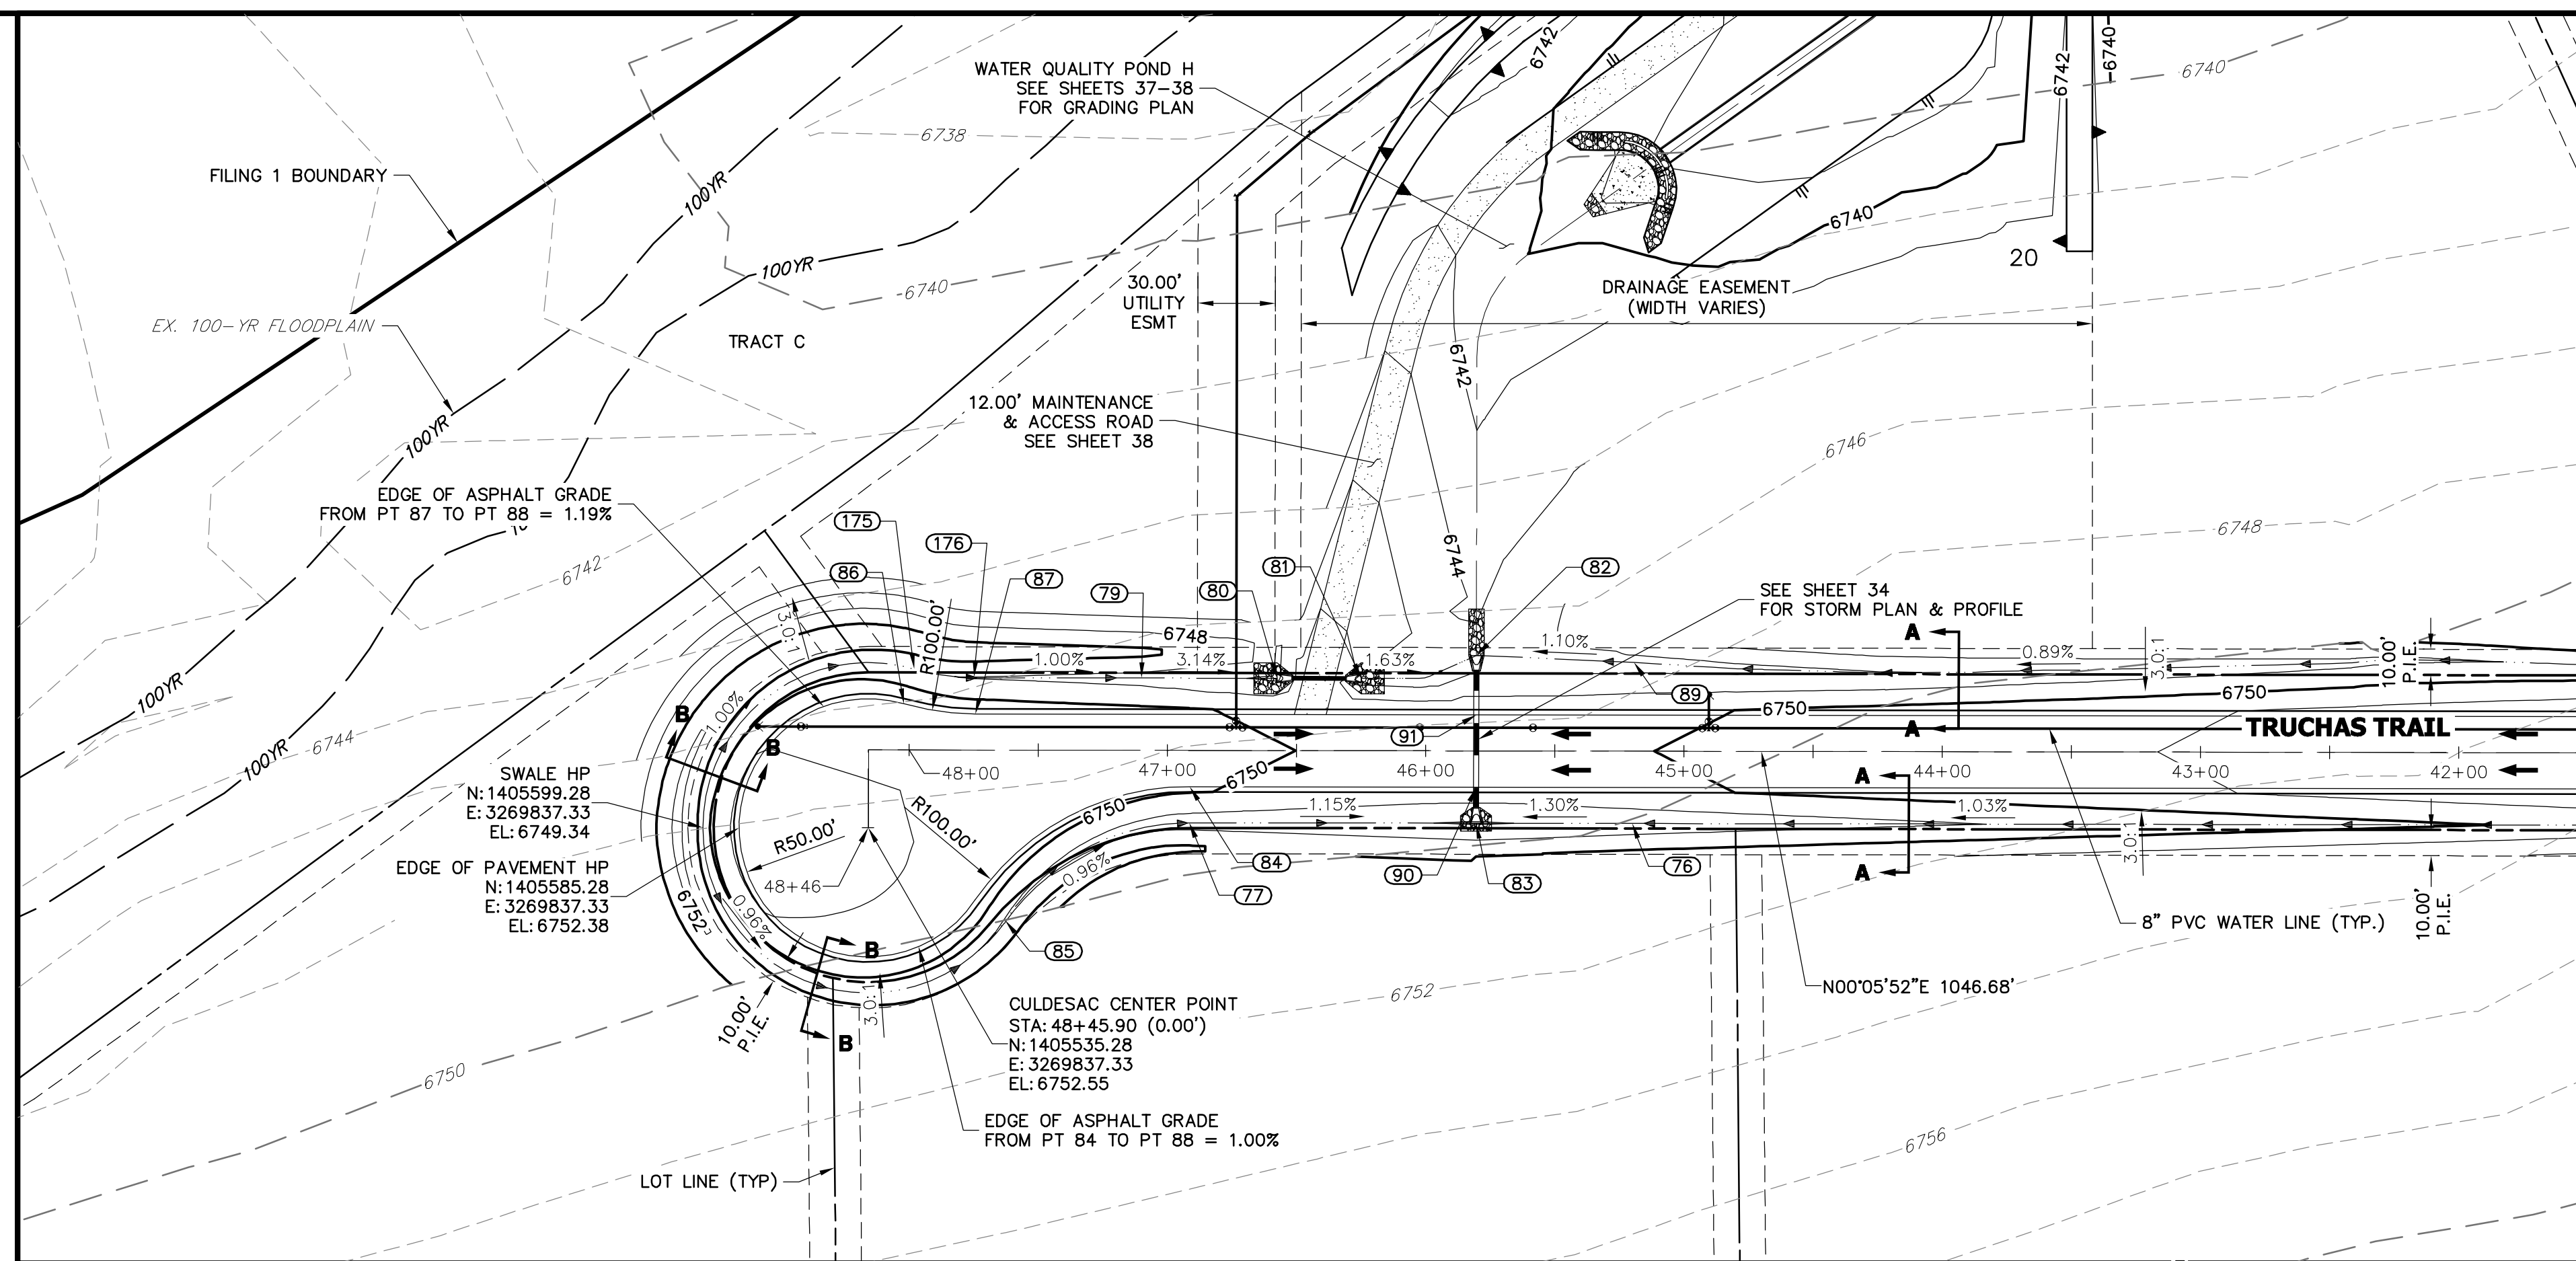 WATER QUALITY POND H
SEE SHEETS 37-38
FOR GRADING PLAN
6742
6742
6740
6740
6738
FILING 1 BOUNDARY
100YR
100YR
6740
EX. 100-YR FLOODPLAIN
TRACT C
30.00'
UTILITY
ESMT
6740
20
DRAINAGE EASEMENT
(WIDTH VARIES)
6742
12.00' MAINTENANCE
& ACCESS ROAD
SEE SHEET 38
100YR
6746
6748
EDGE OF ASPHALT GRADE
FROM PT 87 TO PT 88 = 1.19%
175
176
86
87
79
80
81
82
6744
6742
SEE SHEET 34
FOR STORM PLAN & PROFILE
3.0:1
R100.00'
6748
1.00%
3.14%
1.63%
1.10%
89
A
A
0.89%
3.0:1
10.00'
P.I.E.
6750
6750
TRUCHAS TRAIL
100YR
100YR
6744
B
B
1.00%
91
48+00
47+00
46+00
45+00
44+00
43+00
42+00
6750
6750
A
A
SWALE HP
N:1405599.28
E:3269837.33
EL:6749.34
R50.00'
R100.00'
48+46
1.15%
1.30%
1.03%
3.0:1
EDGE OF PAVEMENT HP
N:1405585.28
E:3269837.33
EL:6752.38
0.96%
84
77
90
83
76
6752
0.96%
B
B
85
3.0:1
10.00'
P.I.E.
8" PVC WATER LINE (TYP.)
10.00'
P.I.E.
N00°05'52"E 1046.68'
6752
CULDESAC CENTER POINT
STA:48+45.90 (0.00')
N:1405535.28
E:3269837.33
EL:6752.55
6750
EDGE OF ASPHALT GRADE
FROM PT 84 TO PT 88 = 1.00%
6756
LOT LINE (TYP)